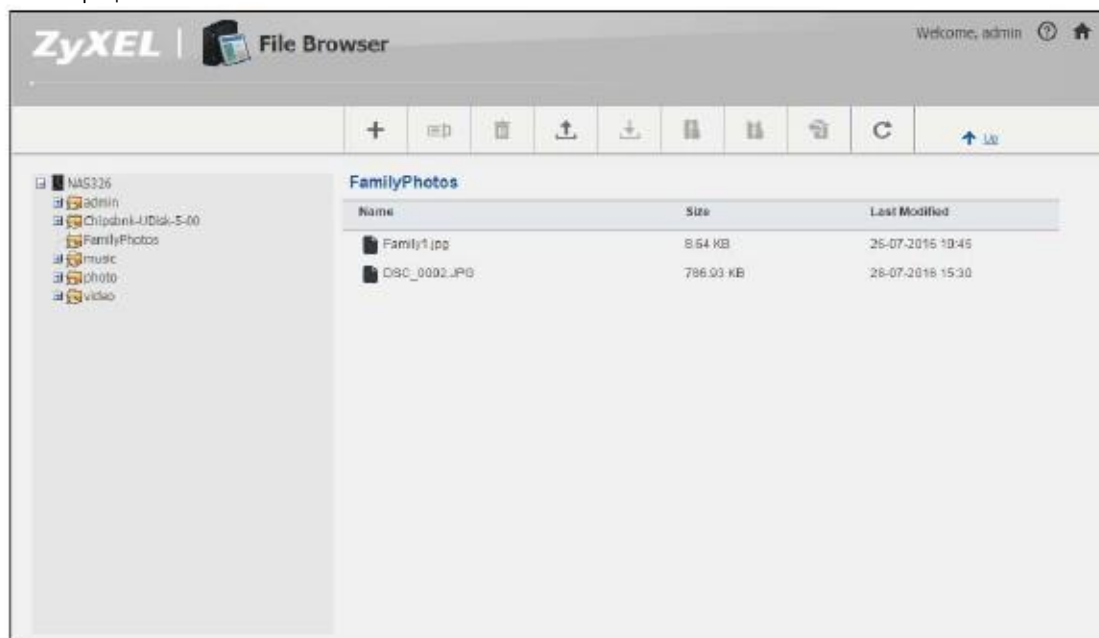 ZyXEL | File Browser
Welcome, admin
Up
NAS326
admin
Chipsbnk-UDisk-5-00
FamilyPhotos
music
photo
video
FamilyPhotos
Name Size Last Modified
Family1.jpg 8.64 KB 26-07-2016 10:45
DSC_0002.JPG 786.93 KB 26-07-2016 15:30